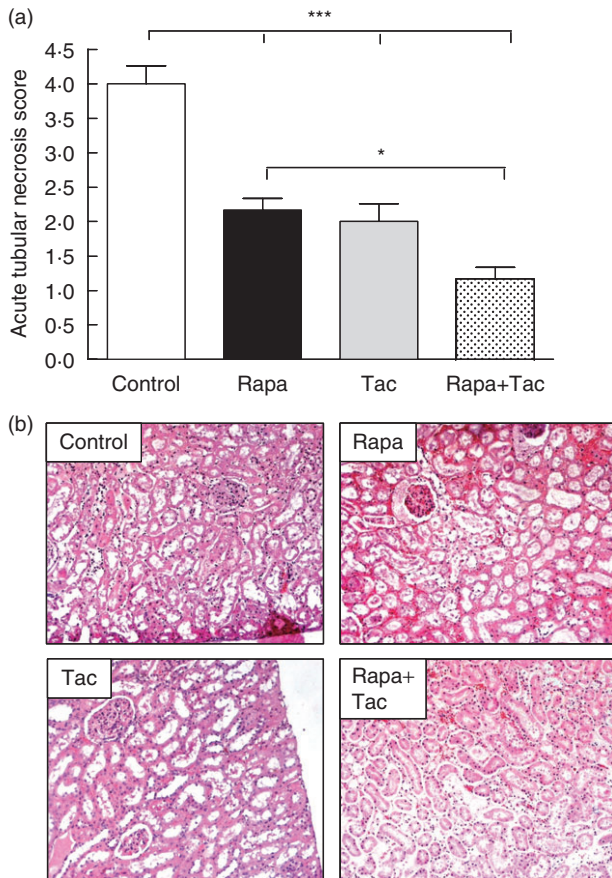 (a)
***
4·5
4·0
3·5
3·0
2·5
2·0
1·5
1·0
0·5
0·0
*
Acute tubular necrosis score
Control Rapa Tac Rapa+Tac
(b)
Control
Rapa
Tac
Rapa+
Tac